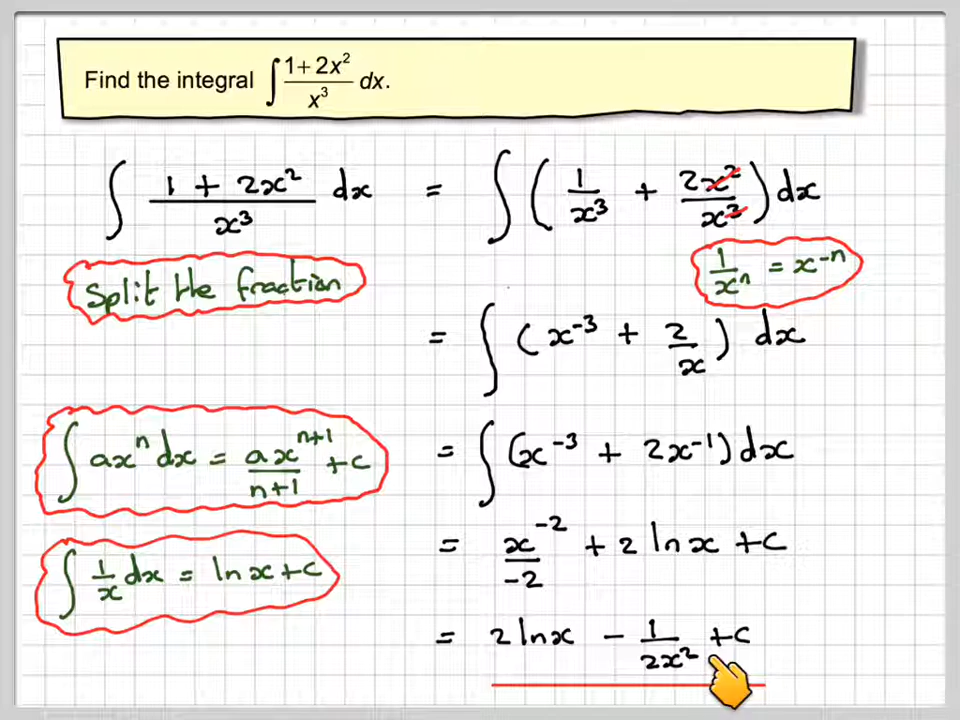 Find the integral ∫ (1 + 2x²)/x³ dx.
∫ (1 + 2x²)/x³ dx = ∫ (1/x³ + 2x²/x³) dx
Split the fraction
1/xⁿ = x⁻ⁿ
= ∫ (x⁻³ + 2/x) dx
∫ axⁿ dx = axⁿ⁺¹/n+1 + c
= ∫ (x⁻³ + 2x⁻¹) dx
= x⁻²/-2 + 2 ln x + c
∫ 1/x dx = ln x + c
= 2 ln x - 1/2x² + c